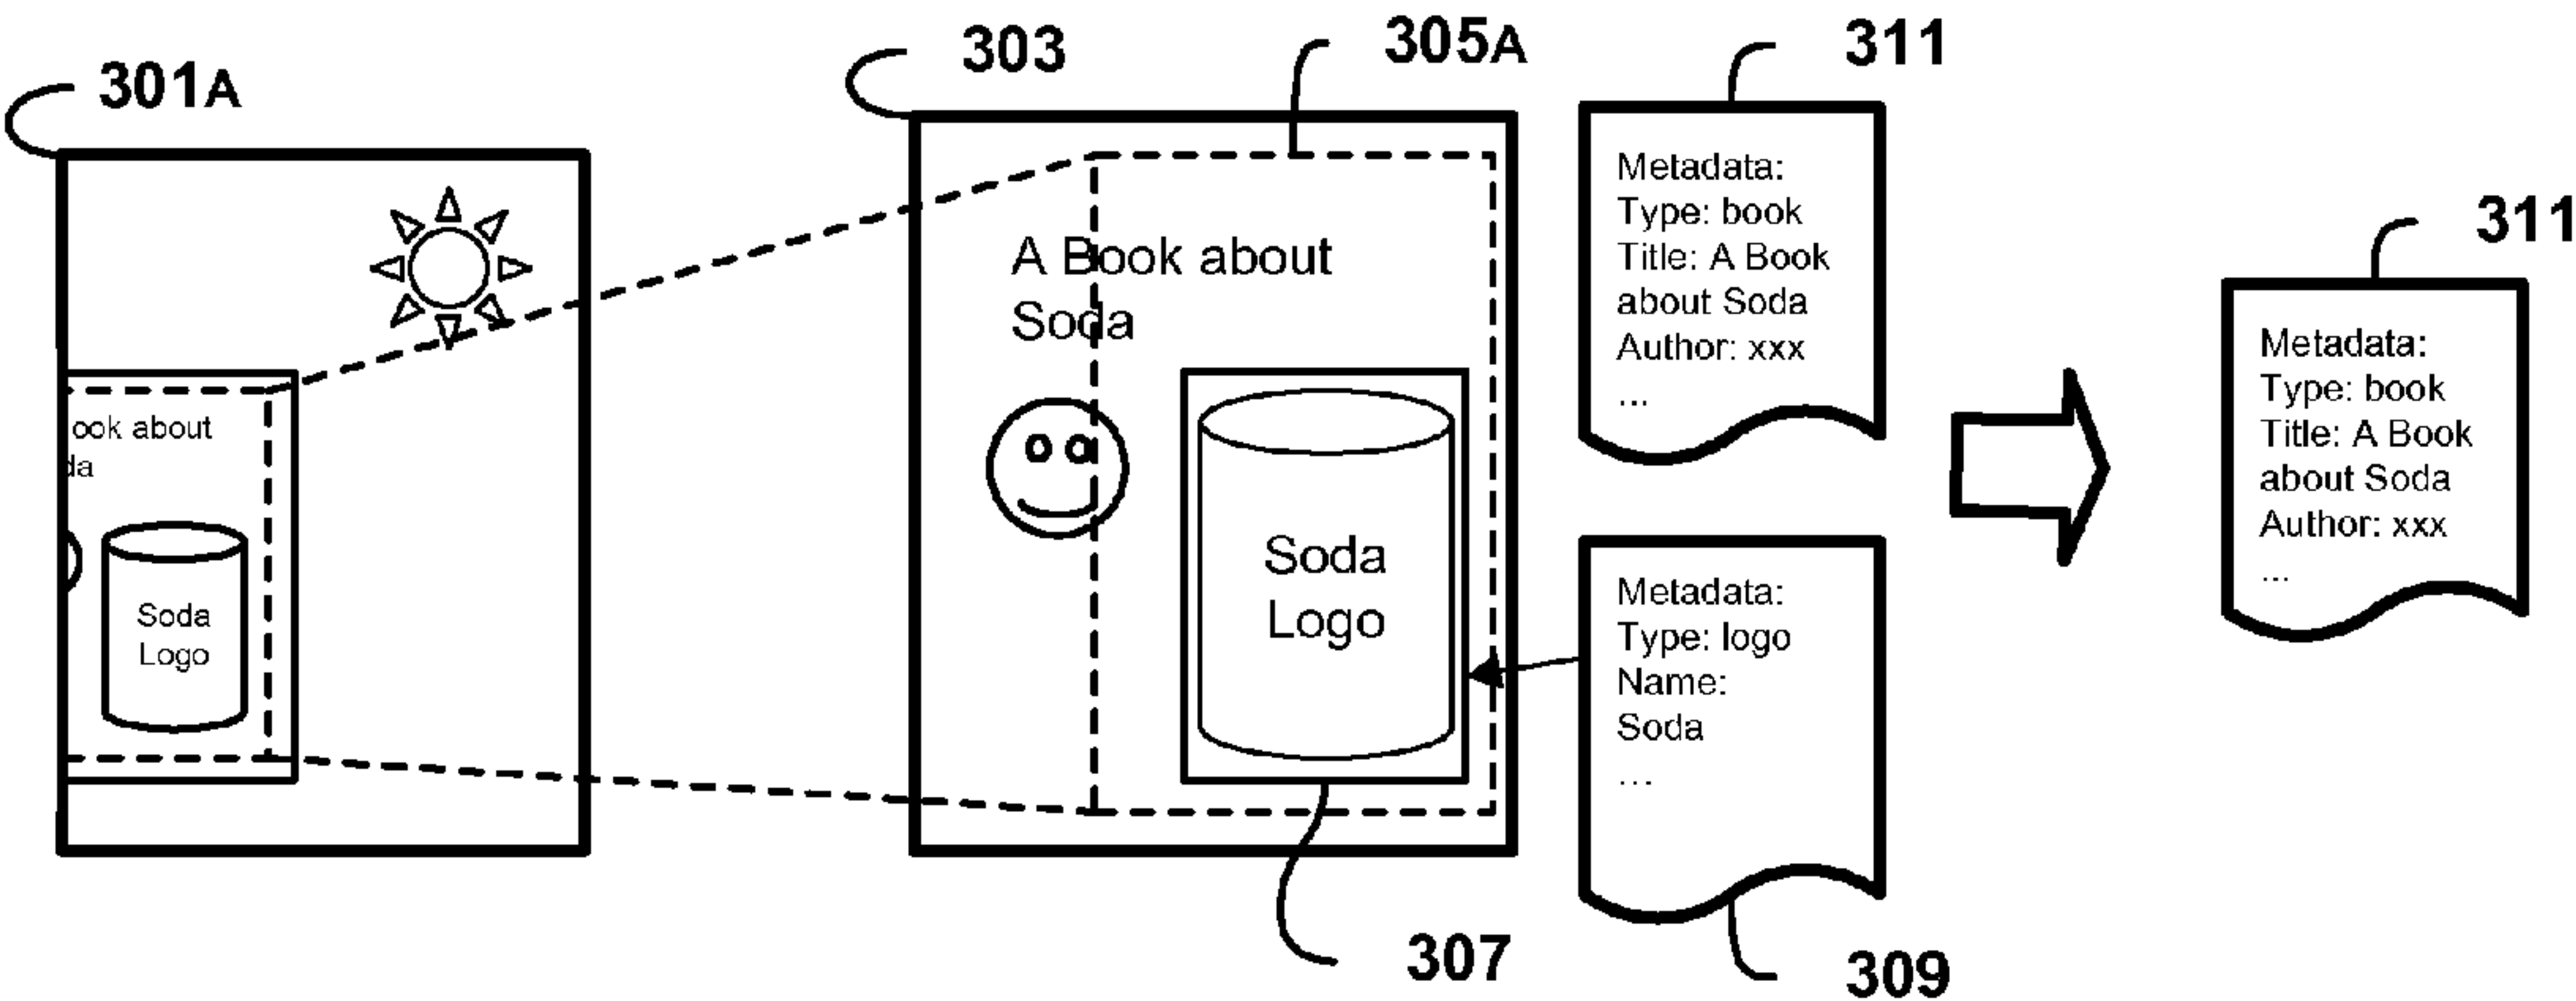 301A
ook about
da
Soda
Logo
303
305A
A Book about
Soda
Soda
Logo
307
311
Metadata:
Type: book
Title: A Book
about Soda
Author: xxx
...
Metadata:
Type: logo
Name:
Soda
...
309
311
Metadata:
Type: book
Title: A Book
about Soda
Author: xxx
...